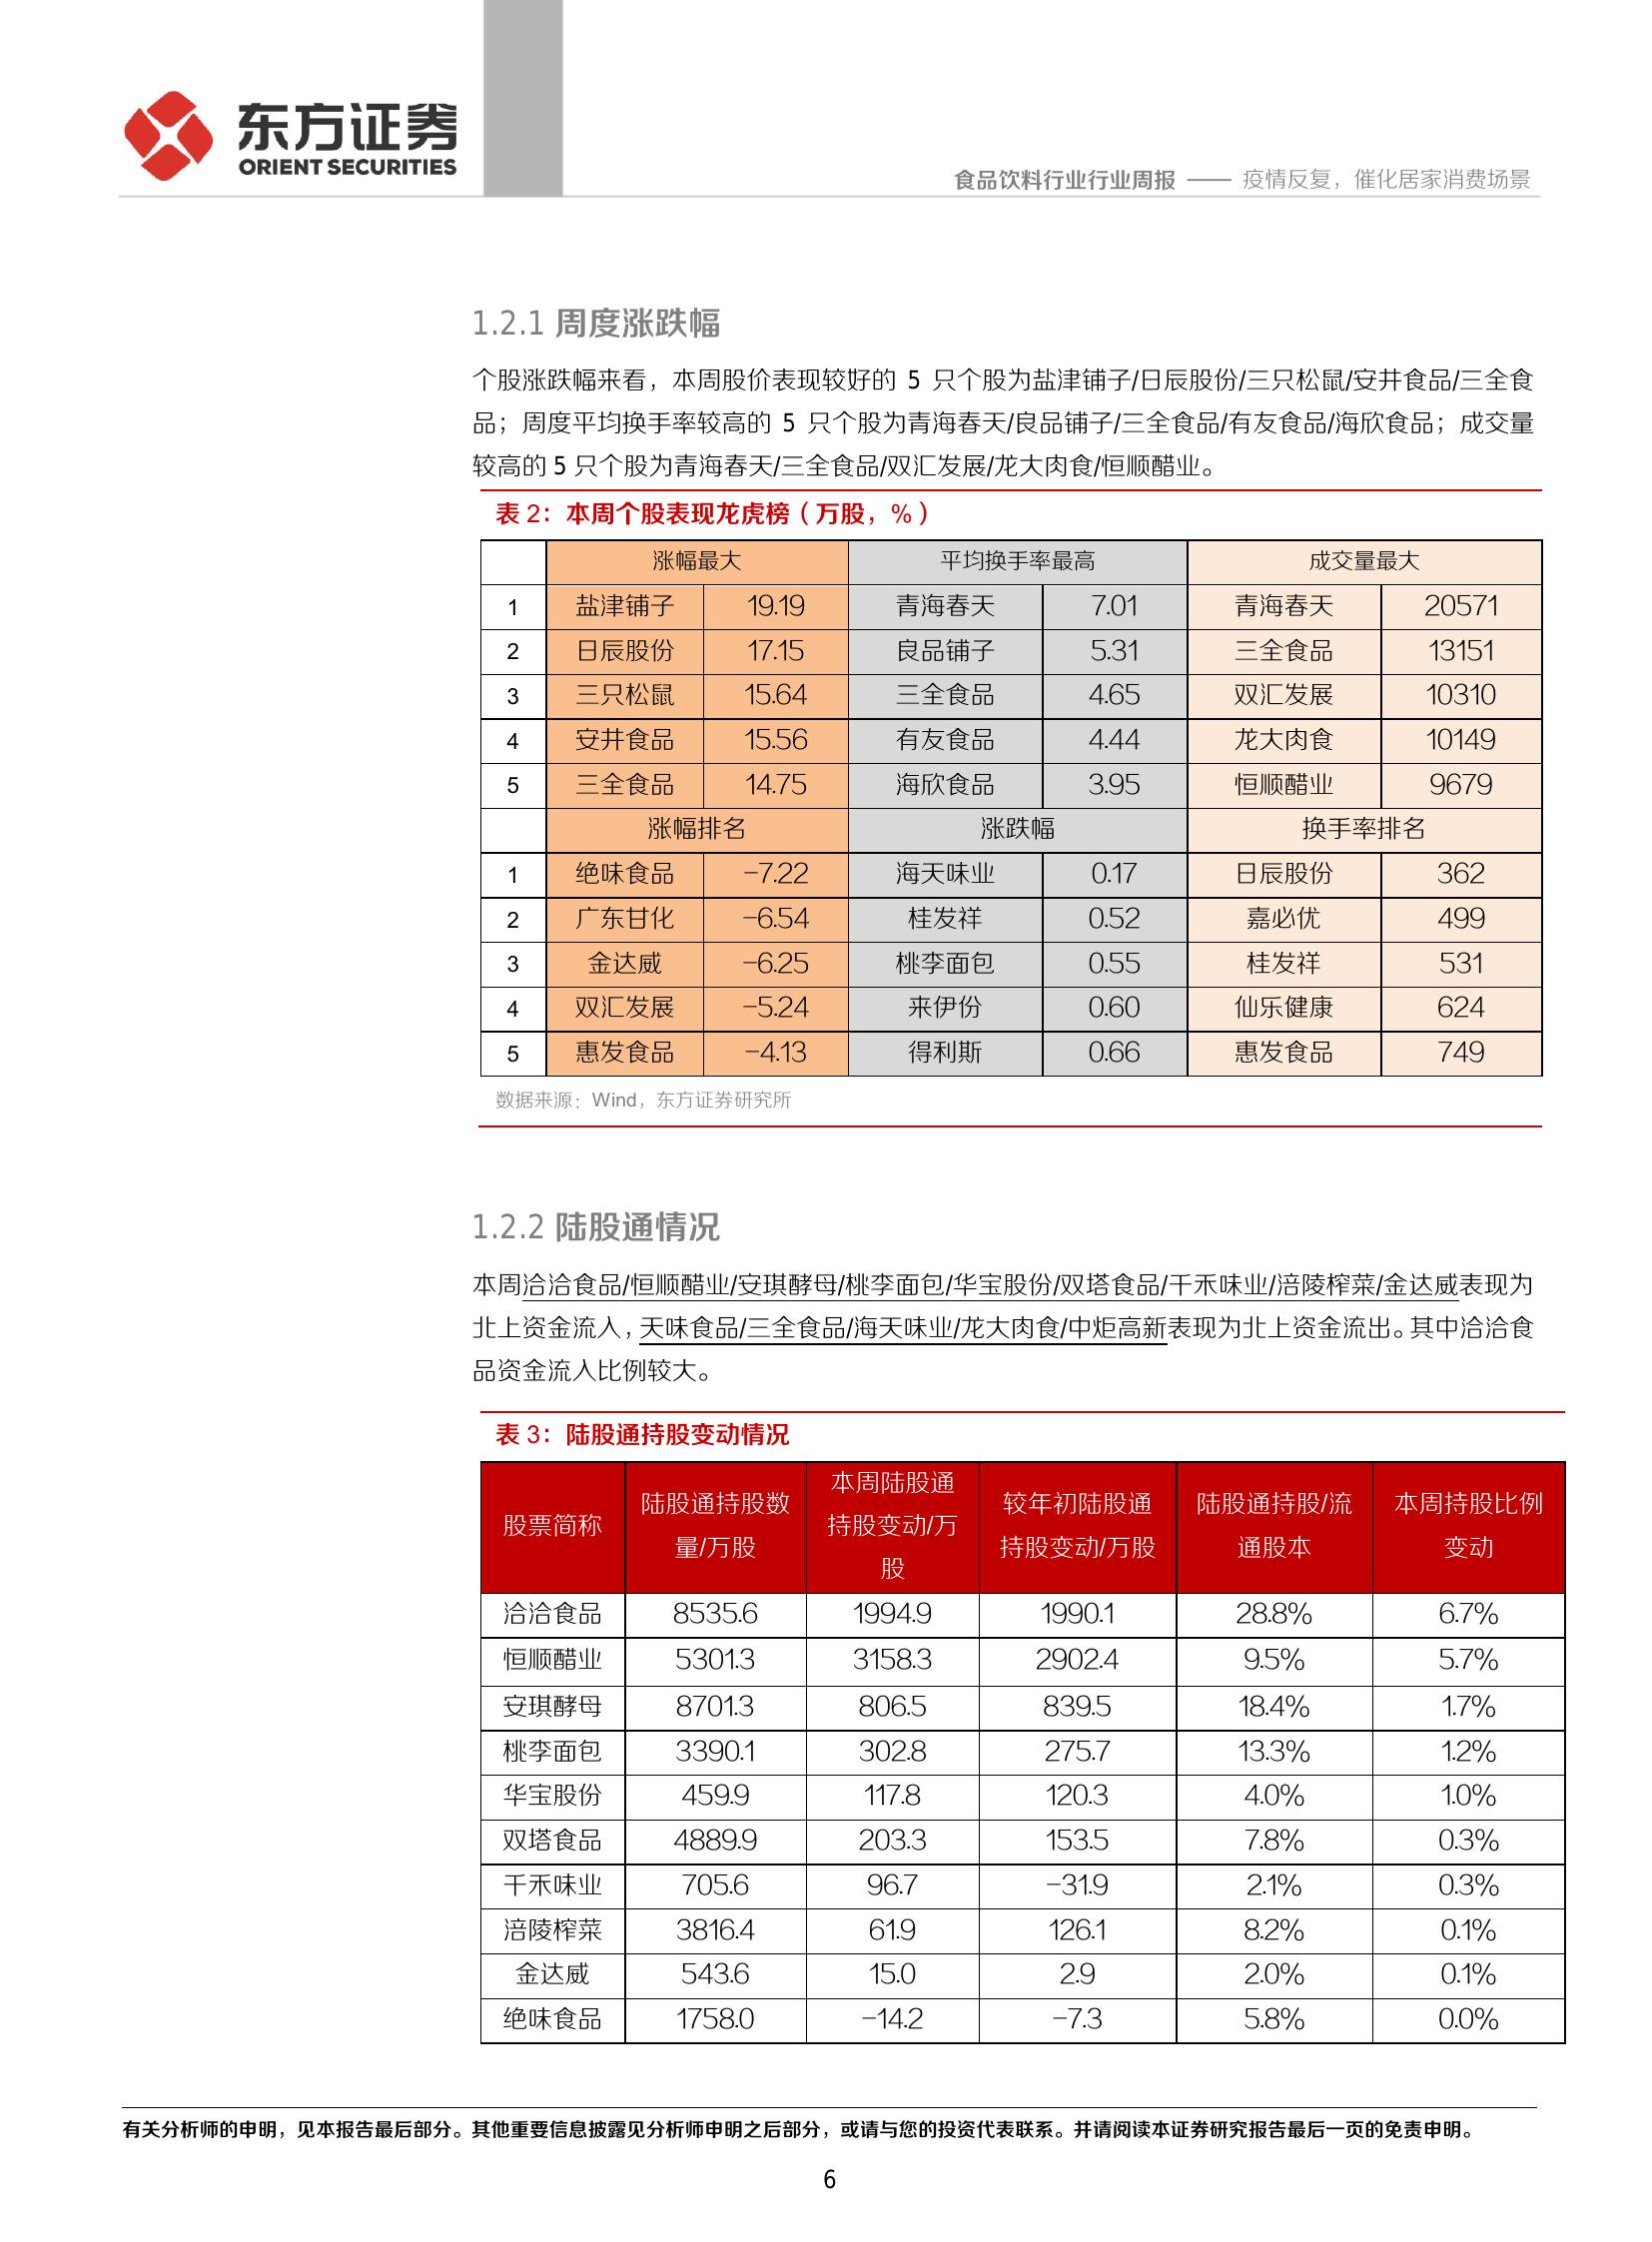 东方证券
ORIENT SECURITIES
食品饮料行业行业周报 —— 疫情反复，催化居家消费场景
1.2.1 周度涨跌幅
个股涨跌幅来看，本周股价表现较好的 5 只个股为盐津铺子/日辰股份/三只松鼠/安井食品/三全食
品；周度平均换手率较高的 5 只个股为青海春天/良品铺子/三全食品/有友食品/海欣食品；成交量
较高的 5 只个股为青海春天/三全食品/双汇发展/龙大肉食/恒顺醋业。
表 2：本周个股表现龙虎榜（万股，%）
涨幅最大 平均换手率最高 成交量最大
1 盐津铺子 19.19 青海春天 7.01 青海春天 20571
2 日辰股份 17.15 良品铺子 5.31 三全食品 13151
3 三只松鼠 15.64 三全食品 4.65 双汇发展 10310
4 安井食品 15.56 有友食品 4.44 龙大肉食 10149
5 三全食品 14.75 海欣食品 3.95 恒顺醋业 9679
涨幅排名 涨跌幅 换手率排名
1 绝味食品 -7.22 海天味业 0.17 日辰股份 362
2 广东甘化 -6.54 桂发祥 0.52 嘉必优 499
3 金达威 -6.25 桃李面包 0.55 桂发祥 531
4 双汇发展 -5.24 来伊份 0.60 仙乐健康 624
5 惠发食品 -4.13 得利斯 0.66 惠发食品 749
数据来源：Wind，东方证券研究所
1.2.2 陆股通情况
本周洽洽食品/恒顺醋业/安琪酵母/桃李面包/华宝股份/双塔食品/千禾味业/涪陵榨菜/金达威表现为
北上资金流入，天味食品/三全食品/海天味业/龙大肉食/中炬高新表现为北上资金流出。其中洽洽食
品资金流入比例较大。
表 3：陆股通持股变动情况
股票简称 陆股通持股数量/万股 本周陆股通持股变动/万股 较年初陆股通持股变动/万股 陆股通持股/流通股本 本周持股比例变动
洽洽食品 8535.6 1994.9 1990.1 28.8% 6.7%
恒顺醋业 5301.3 3158.3 2902.4 9.5% 5.7%
安琪酵母 8701.3 806.5 839.5 18.4% 1.7%
桃李面包 3390.1 302.8 275.7 13.3% 1.2%
华宝股份 459.9 117.8 120.3 4.0% 1.0%
双塔食品 4889.9 203.3 153.5 7.8% 0.3%
千禾味业 705.6 96.7 -31.9 2.1% 0.3%
涪陵榨菜 3816.4 61.9 126.1 8.2% 0.1%
金达威 543.6 15.0 2.9 2.0% 0.1%
绝味食品 1758.0 -14.2 -7.3 5.8% 0.0%
有关分析师的申明，见本报告最后部分。其他重要信息披露见分析师申明之后部分，或请与您的投资代表联系。并请阅读本证券研究报告最后一页的免责申明。
6